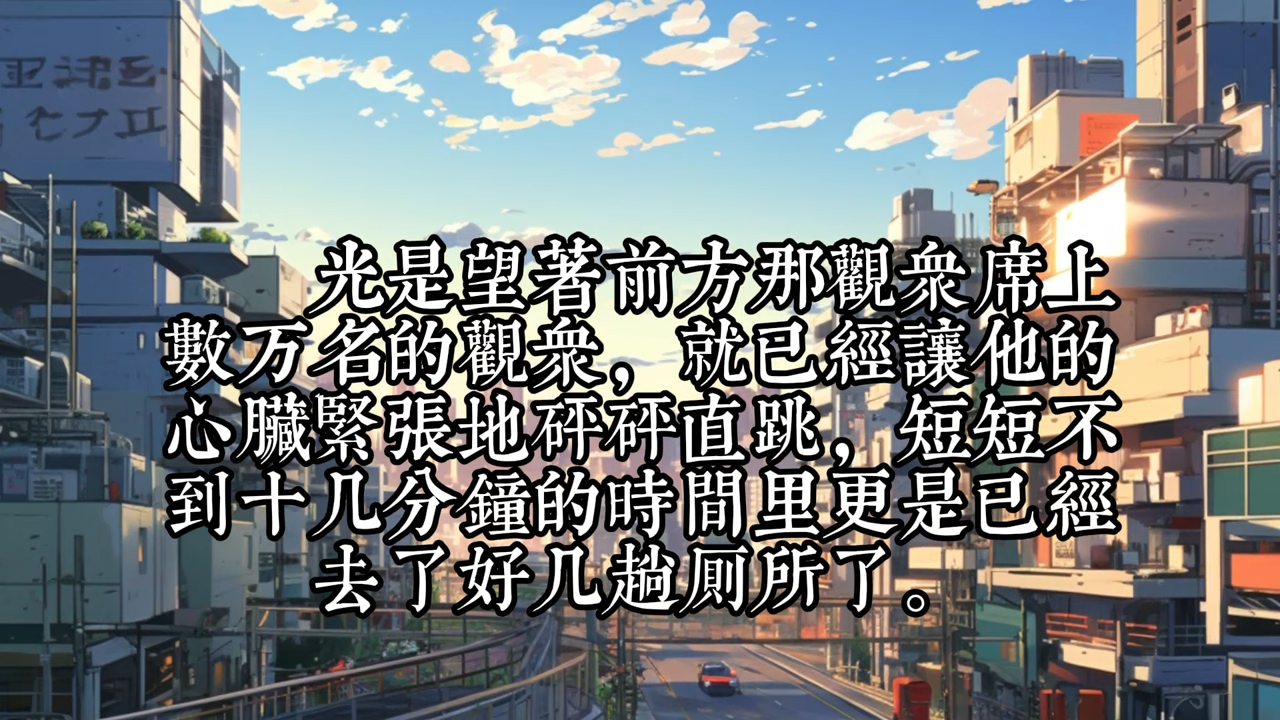 光是望著前方那觀衆席上
數万名的觀衆，就已經讓他的
心臟緊張地砰砰直跳，短短不
到十几分鐘的時間里更是已經
去了好几趟厕所了。